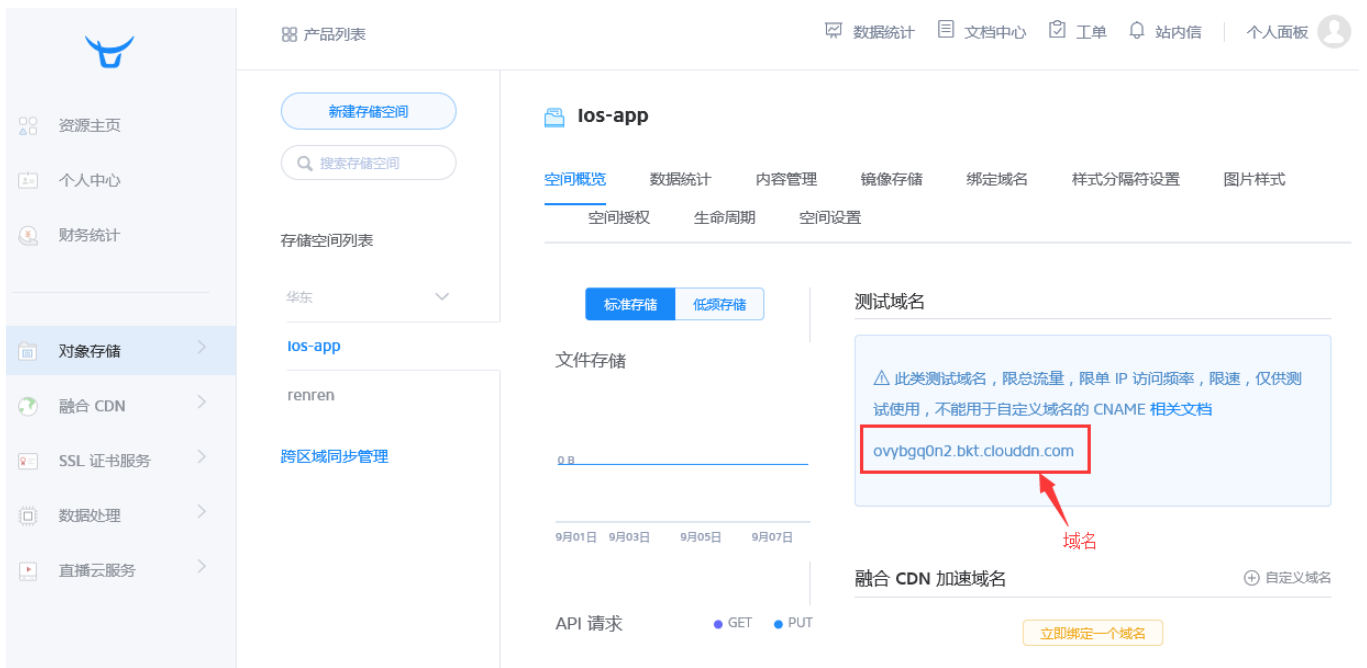 产品列表
数据统计 文档中心 工单 站内信 个人面板
资源主页
个人中心
财务统计
对象存储
融合 CDN
SSL 证书服务
数据处理
直播云服务
新建存储空间
搜索存储空间
存储空间列表
华东
Ios-app
renren
跨区域同步管理
Ios-app
空间概览 数据统计 内容管理 镜像存储 绑定域名 样式分隔符设置 图片样式
空间授权 生命周期 空间设置
标准存储 低频存储
文件存储
0 B
9月01日 9月03日 9月05日 9月07日
API 请求 GET PUT
测试域名
此类测试域名，限总流量，限单 IP 访问频率，限速，仅供测
试使用，不能用于自定义域名的 CNAME 相关文档
ovybgq0n2.bkt.clouddn.com
域名
融合 CDN 加速域名 自定义域名
立即绑定一个域名